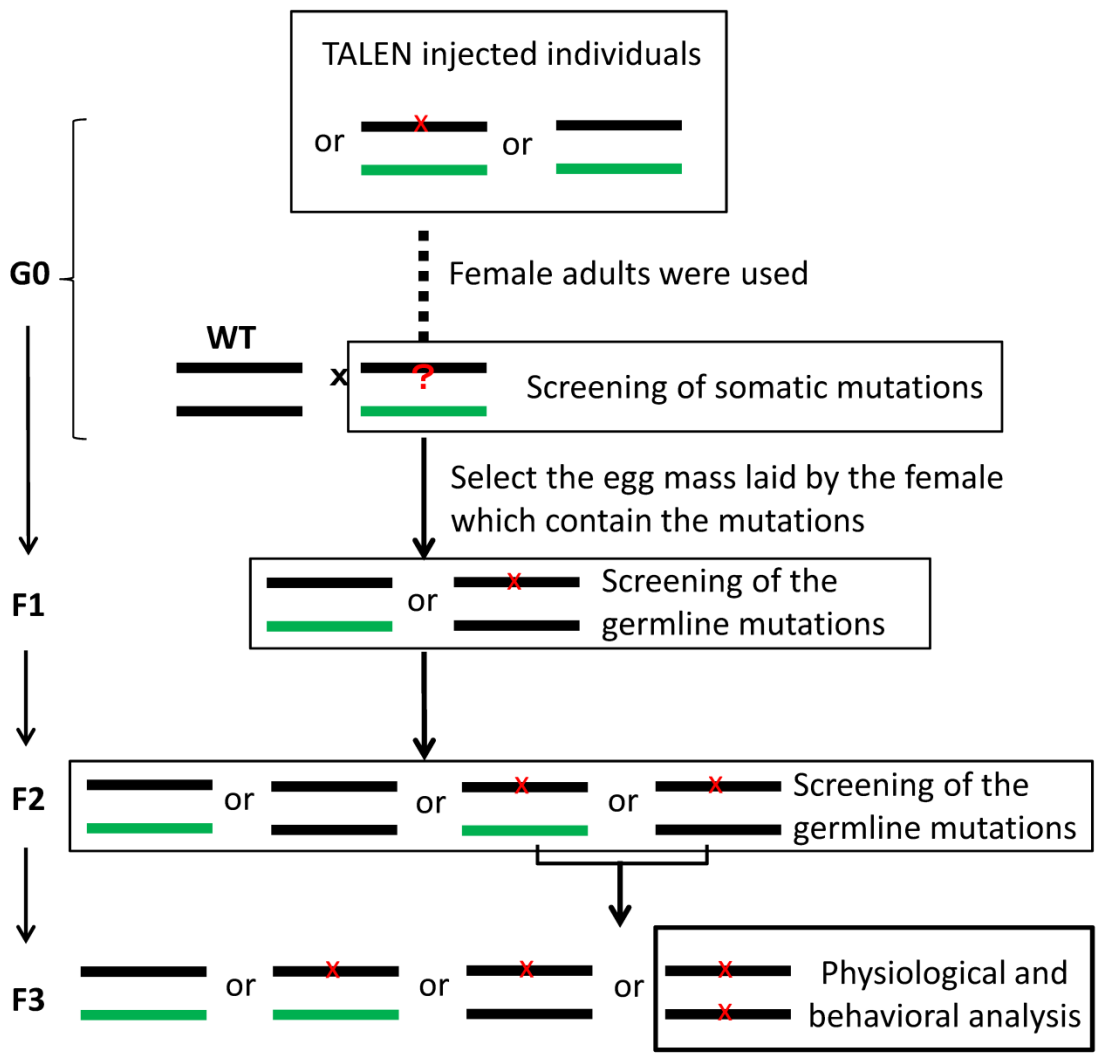 TALEN injected individuals
or
x
or
G0
Female adults were used
WT
x
?
Screening of somatic mutations
Select the egg mass laid by the female
which contain the mutations
F1
or
x
Screening of the
germline mutations
F2
or
or
x
or
x
Screening of the
germline mutations
F3
or
x
or
x
or
x
x
Physiological and
behavioral analysis